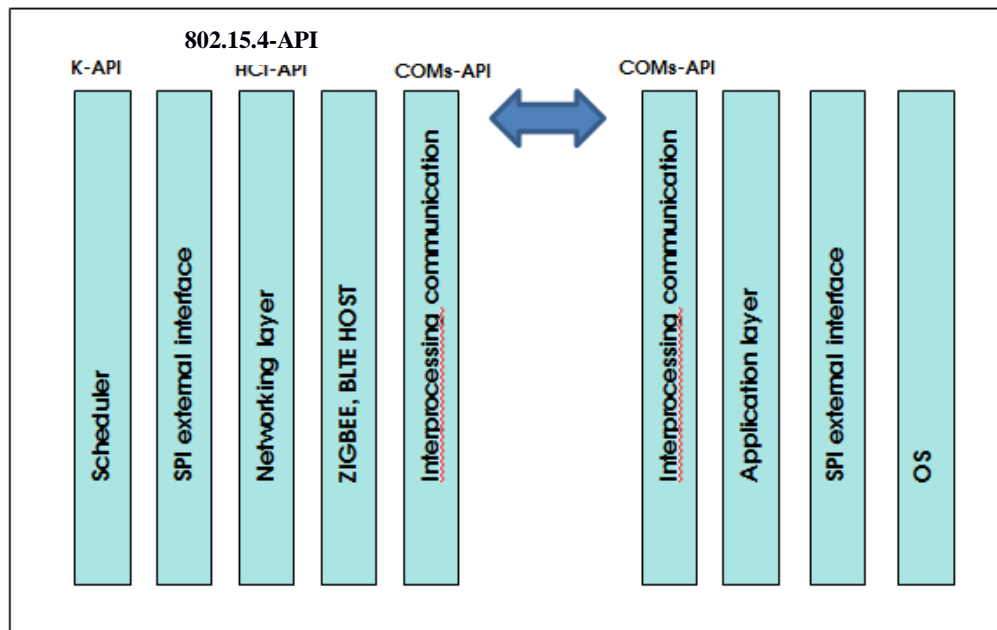 802.15.4-API
K-API
HCI-API
COMs-API
COMs-API
Scheduler
SPI external interface
Networking layer
ZIGBEE, BLTE HOST
Interprocessing communication
Interprocessing communication
Application layer
SPI external interface
OS